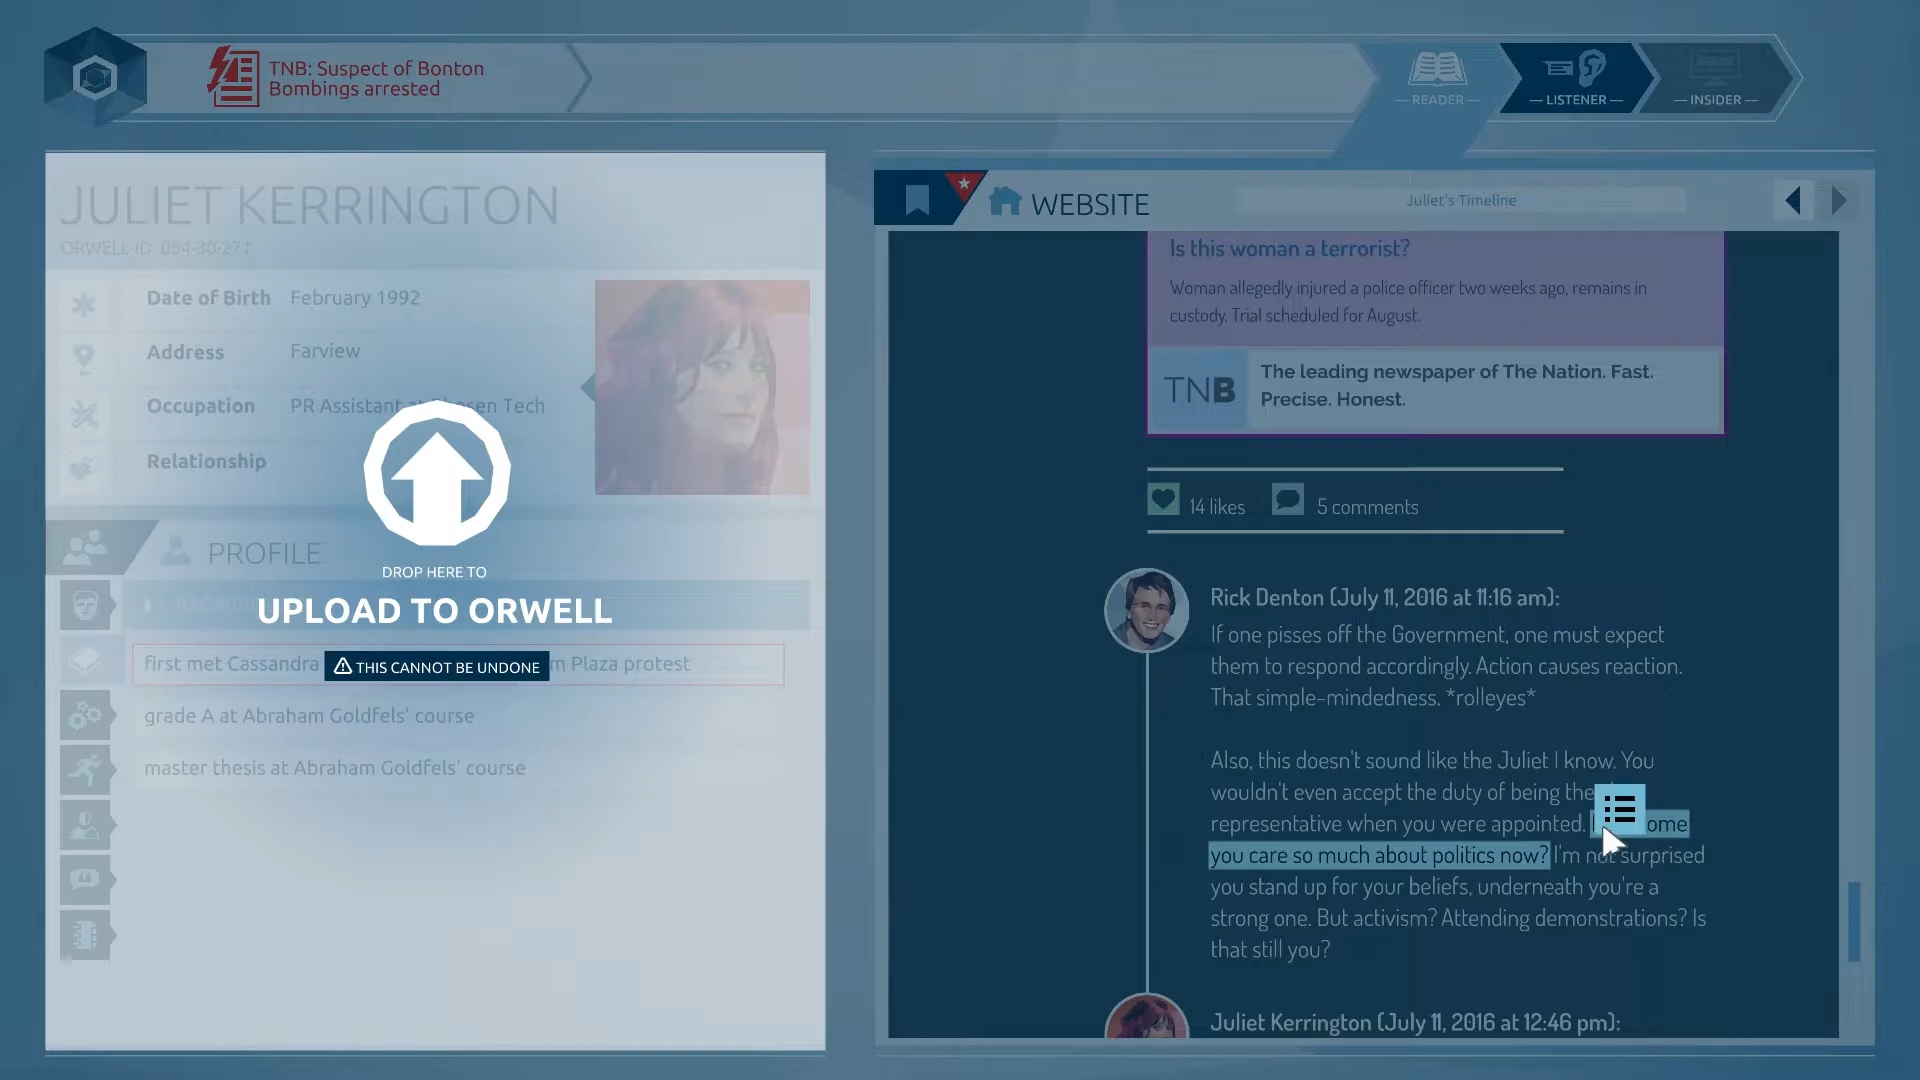 TNB: Suspect of Bonton
Bombings arrested
READER
LISTENER
INSIDER
JULIET KERRINGTON
ORWELL-ID: 054-30-271
Date of Birth February 1992
Address Farview
Occupation PR Assistant at Tech
Relationship
PROFILE
DROP HERE TO
UPLOAD TO ORWELL
first met Cassandra Plaza protest
THIS CANNOT BE UNDONE
grade A at Abraham Goldfels' course
master thesis at Abraham Goldfels' course
WEBSITE
Juliet's Timeline
Is this woman a terrorist?
Woman allegedly injured a police officer two weeks ago, remains in
custody. Trial scheduled for August.
TNB
The leading newspaper of The Nation. Fast.
Precise. Honest.
14 likes 5 comments
Rick Denton (July 11, 2016 at 11:16 am):
If one pisses off the Government, one must expect
them to respond accordingly. Action causes reaction.
That simple-mindedness. *rolleyes*
Also, this doesn't sound like the Juliet I know. You
wouldn't even accept the duty of being the
representative when you were appointed. ome
you care so much about politics now? I'm not surprised
you stand up for your beliefs, underneath you're a
strong one. But activism? Attending demonstrations? Is
that still you?
Juliet Kerrington (July 11, 2016 at 12:46 pm):